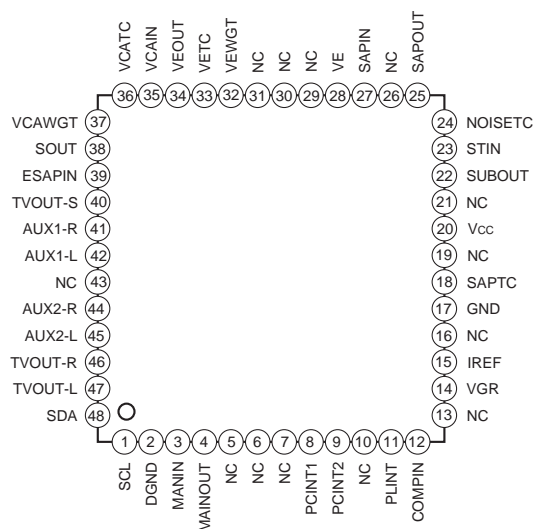 VCATC
VCAIN
VEOUT
VETC
VEWGT
NC
NC
NC
VE
SAPIN
NC
SAPOUT
36 35 34 33 32 31 30 29 28 27 26 25
VCAWGT 37
SOUT 38
ESAPIN 39
TVOUT-S 40
AUX1-R 41
AUX1-L 42
NC 43
AUX2-R 44
AUX2-L 45
TVOUT-R 46
TVOUT-L 47
SDA 48
24 NOISETC
23 STIN
22 SUBOUT
21 NC
20 Vcc
19 NC
18 SAPTC
17 GND
16 NC
15 IREF
14 VGR
13 NC
1 2 3 4 5 6 7 8 9 10 11 12
SCL
DGND
MANIN
MAINOUT
NC
NC
NC
PCINT1
PCINT2
NC
PLINT
COMPIN